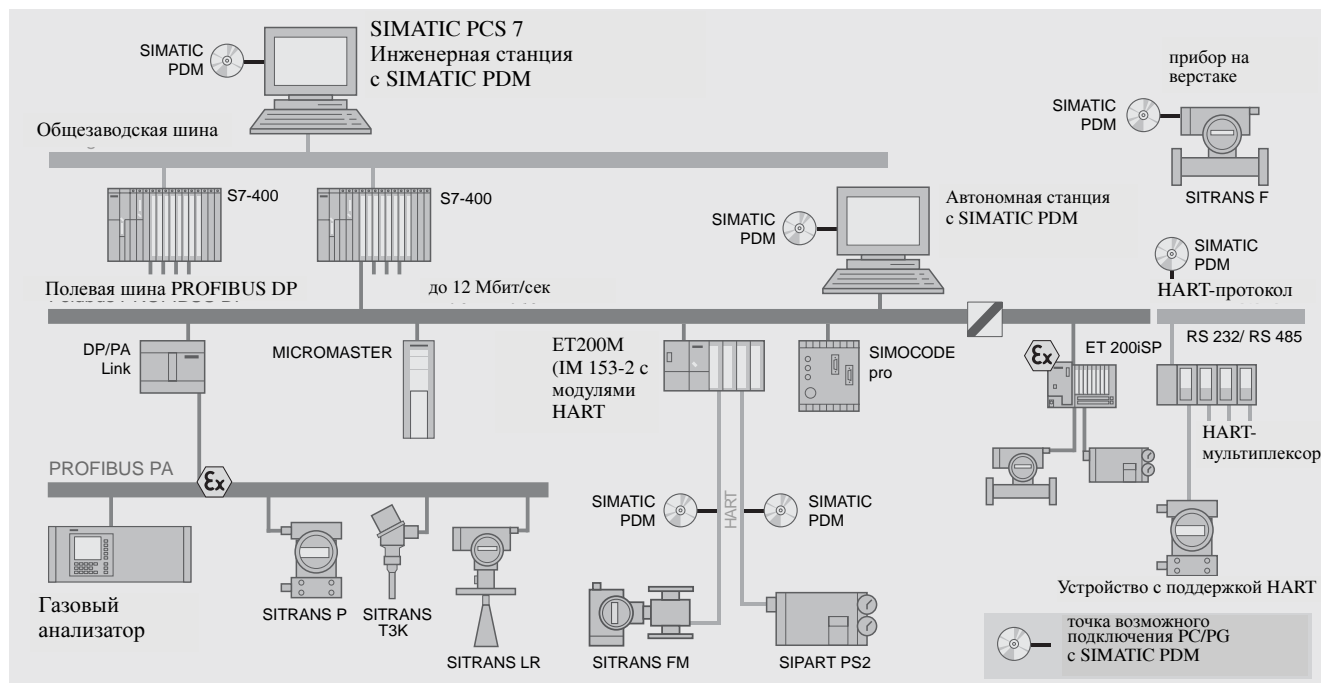 SIMATIC PCS 7
Инженерная станция
с SIMATIC PDM
SIMATIC
PDM
прибор на
верстаке
SIMATIC
PDM
SITRANS F
Общезаводская шина
S7-400
S7-400
SIMATIC
PDM
Автономная станция
с SIMATIC PDM
SIMATIC
PDM
HART-протокол
Полевая шина PROFIBUS DP
до 12 Мбит/сек
DP/PA
Link
MICROMASTER
ET200M
(IM 153-2 с
модулями
HART
SIMOCODE
pro
Ex
ET 200iSP
RS 232/ RS 485
HART-
мультиплексор
PROFIBUS PA
Ex
SIMATIC
PDM
HART
SIMATIC
PDM
Газовый
анализатор
SITRANS P
SITRANS
T3K
SITRANS LR
SITRANS FM
SIPART PS2
Устройство с поддержкой HART
точка возможного
подключения PC/PG
с SIMATIC PDM